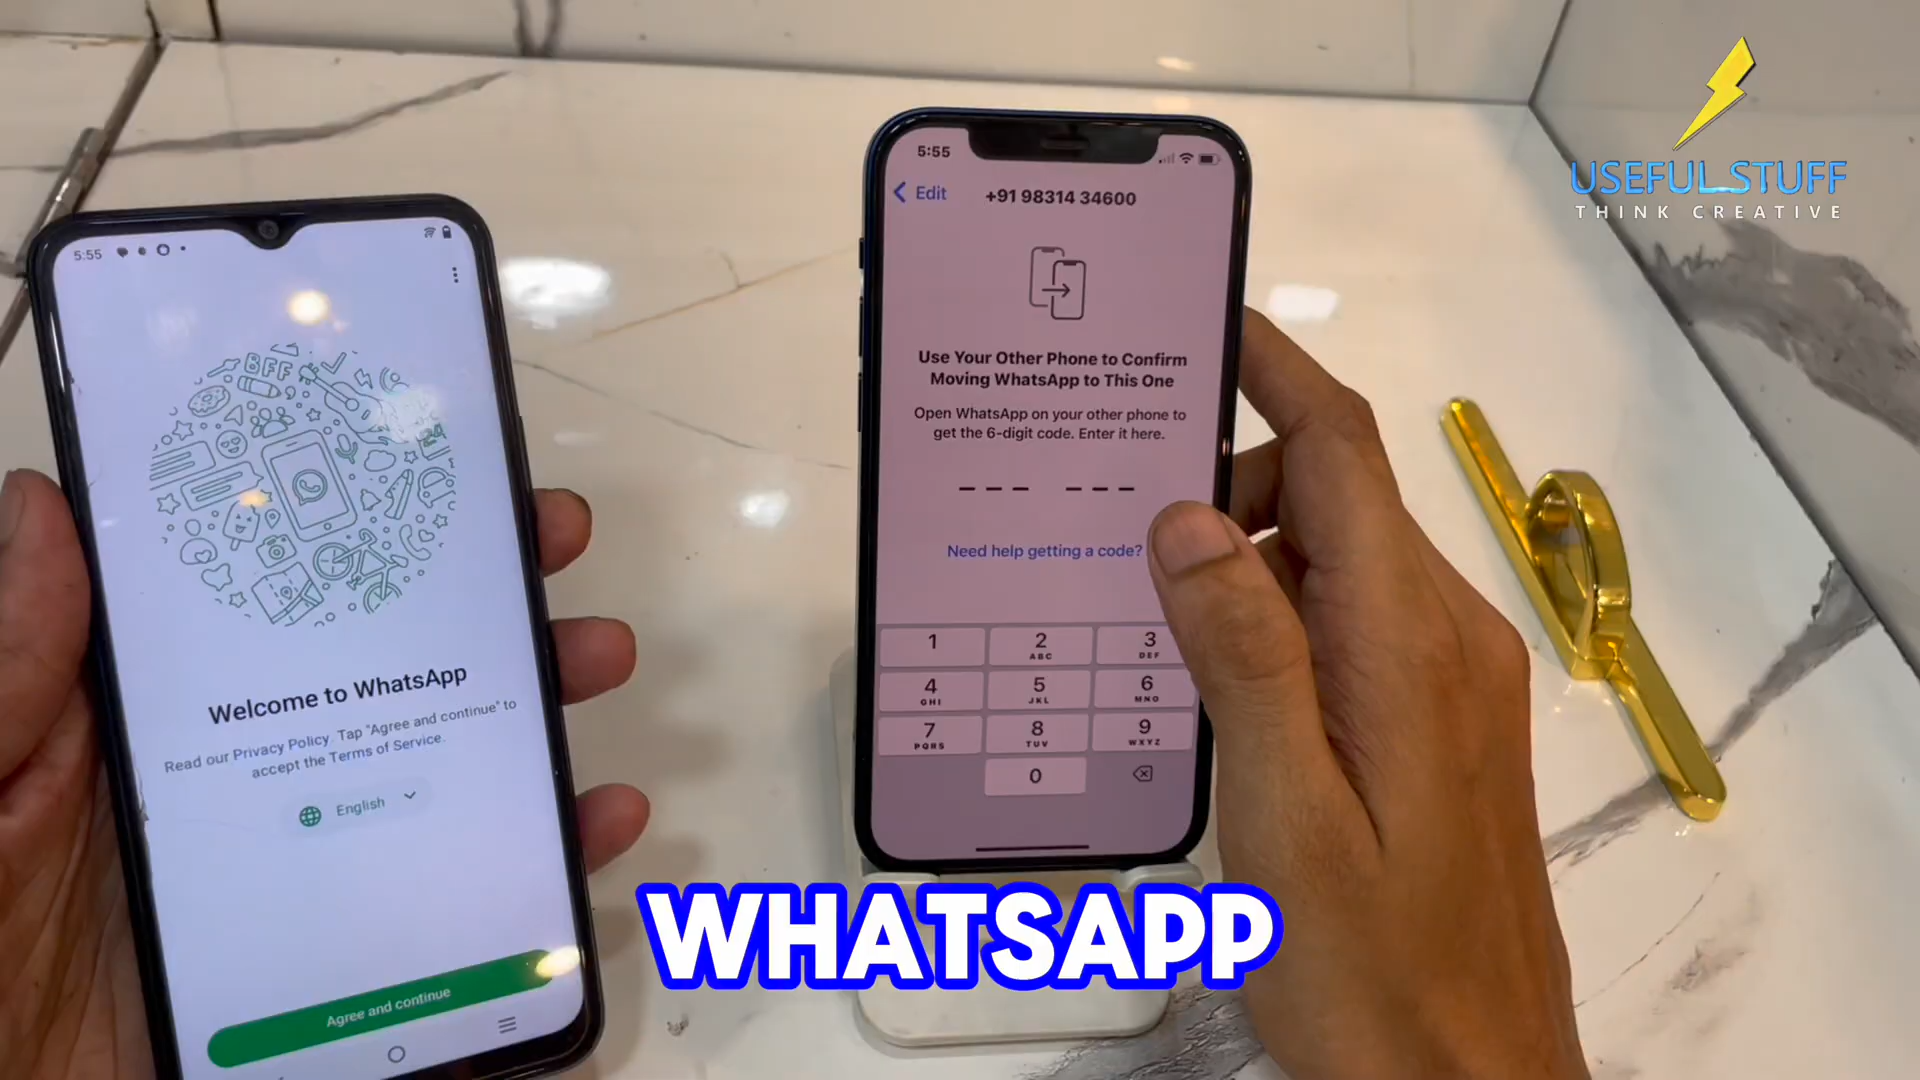 USEFUL STUFF
THINK CREATIVE
5:55
BFF
Welcome to WhatsApp
Read our Privacy Policy. Tap "Agree and continue" to
accept the Terms of Service.
English
Agree and continue
5:55
Edit
+91 98314 34600
Use Your Other Phone to Confirm
Moving WhatsApp to This One
Open WhatsApp on your other phone to
get the 6-digit code. Enter it here.
Need help getting a code?
1
2
ABC
3
DEF
4
GHI
5
JKL
6
MNO
7
PQRS
8
TUV
9
WXYZ
0
WHATSAPP